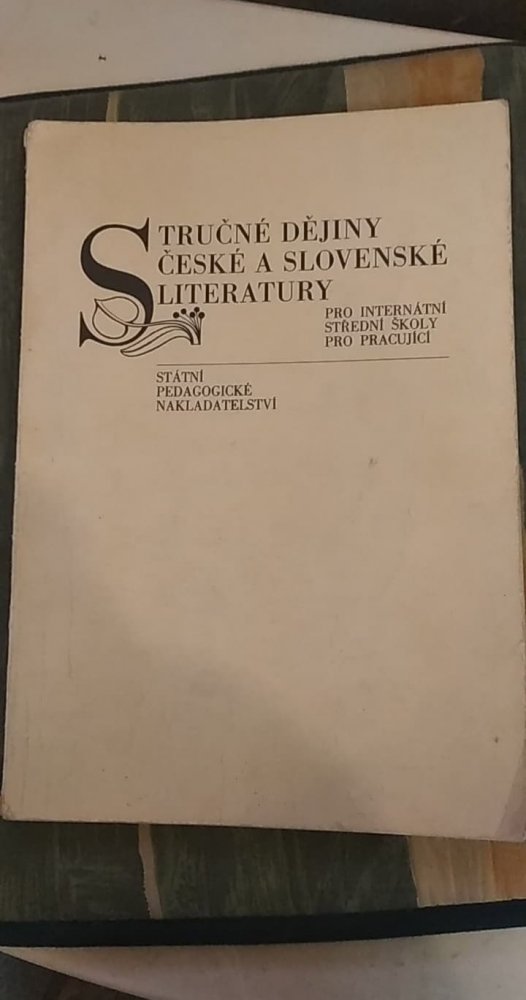 STRUČNÉ DĚJINY
ČESKÉ A SLOVENSKÉ
LITERATURY
PRO INTERNÁTNÍ
STŘEDNÍ ŠKOLY
PRO PRACUJÍCÍ
STÁTNÍ
PEDAGOGICKÉ
NAKLADATELSTVÍ